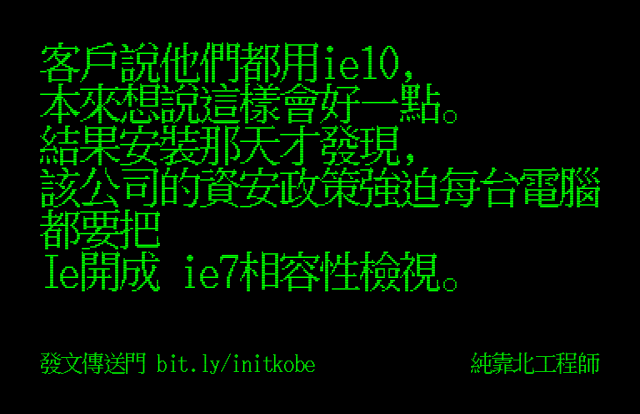 客戶說他們都用ie10,
本來想說這樣會好一點。
結果安裝那天才發現,
該公司的資安政策強迫每台電腦
都要把
Ie開成 ie7相容性檢視。
發文傳送門 bit.ly/initkobe
純靠北工程師